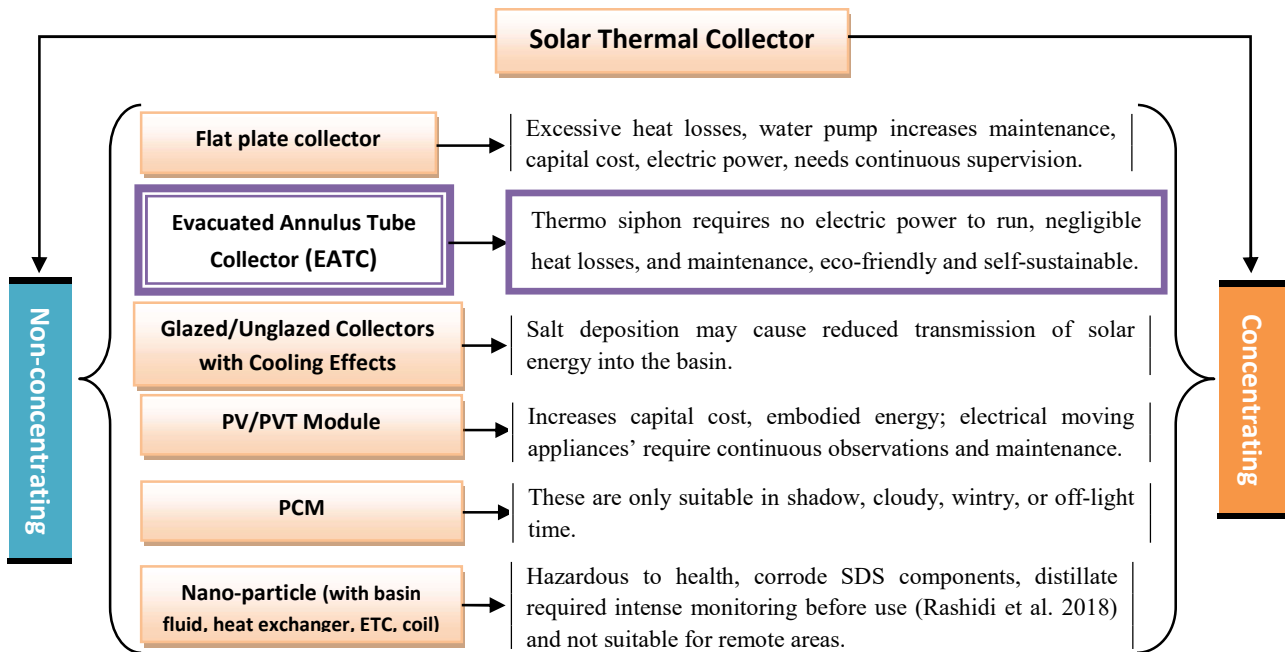 Solar Thermal Collector
Non-concentrating
Flat plate collector
Excessive heat losses, water pump increases maintenance,
capital cost, electric power, needs continuous supervision.
Evacuated Annulus Tube
Collector (EATC)
Thermo siphon requires no electric power to run, negligible
heat losses, and maintenance, eco-friendly and self-sustainable.
Glazed/Unglazed Collectors
with Cooling Effects
Salt deposition may cause reduced transmission of solar
energy into the basin.
PV/PVT Module
Increases capital cost, embodied energy; electrical moving
appliances’ require continuous observations and maintenance.
PCM
These are only suitable in shadow, cloudy, wintry, or off-light
time.
Nano-particle (with basin
fluid, heat exchanger, ETC, coil)
Hazardous to health, corrode SDS components, distillate
required intense monitoring before use (Rashidi et al. 2018)
and not suitable for remote areas.
Concentrating